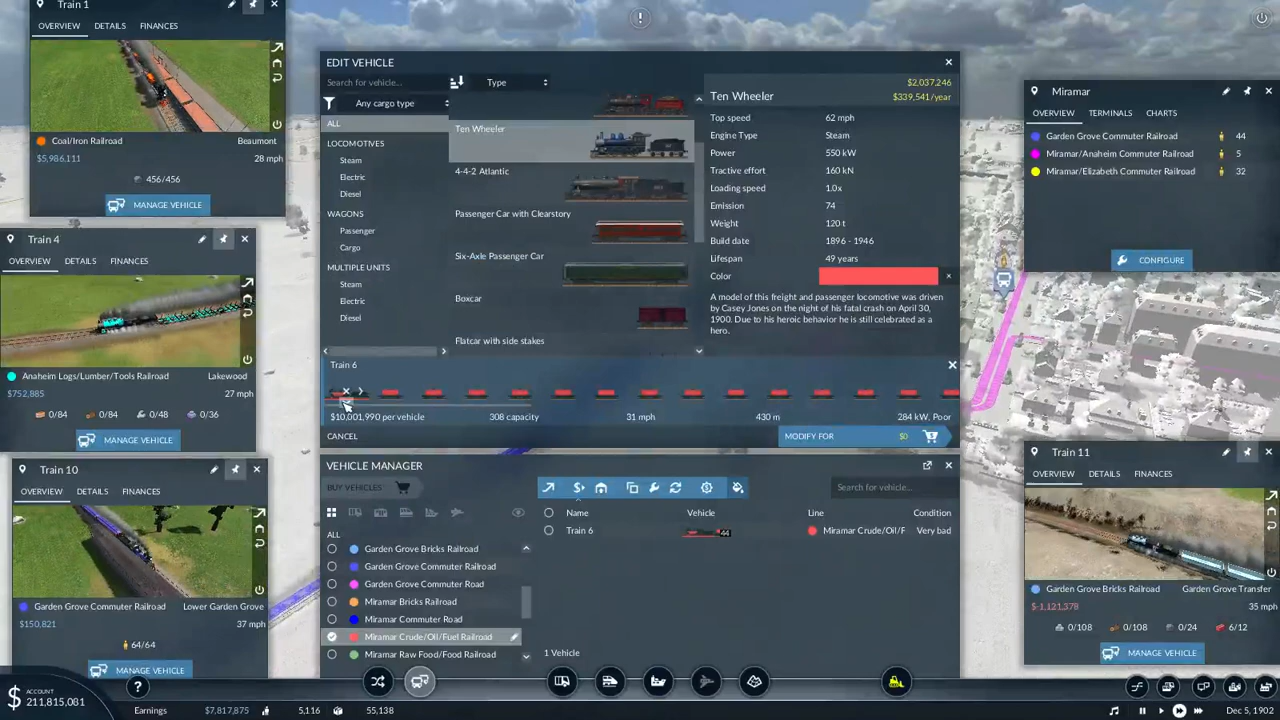 Train 1
OVERVIEW DETAILS FINANCES
Coal/Iron Railroad Beaumont
$5,986,111 28 mph
456/456
MANAGE VEHICLE
Train 4
OVERVIEW DETAILS FINANCES
Anaheim Logs/Lumber/Tools Railroad Lakewood
$752,885 27 mph
0/84 0/84 0/48 0/36
MANAGE VEHICLE
Train 10
OVERVIEW DETAILS FINANCES
Garden Grove Commuter Railroad Lower Garden Grove
$150,821 37 mph
64/64
MANAGE VEHICLE
EDIT VEHICLE
Search for vehicle... Type
Any cargo type
ALL
LOCOMOTIVES
Steam
Electric
Diesel
WAGONS
Passenger
Cargo
MULTIPLE UNITS
Steam
Electric
Diesel
Ten Wheeler
4-4-2 Atlantic
Passenger Car with Clearstory
Six-Axle Passenger Car
Boxcar
Flatcar with side stakes
$2,037,246
Ten Wheeler $339,541/year
Top speed 62 mph
Engine Type Steam
Power 550 kW
Tractive effort 160 kN
Loading speed 1.0x
Emission 74
Weight 120 t
Build date 1896 - 1946
Lifespan 49 years
Color
A model of this freight and passenger locomotive was driven
by Casey Jones on the night of his fatal crash on April 30,
1900. Due to his heroic behavior he is still celebrated as a
hero.
Train 6
$10,001,990 per vehicle 308 capacity 31 mph 430 m 284 kW, Poor
CANCEL MODIFY FOR $0
VEHICLE MANAGER
BUY VEHICLES Search for vehicle...
Name Vehicle Line Condition
Train 6 44 Miramar Crude/Oil/F Very bad
ALL
Garden Grove Bricks Railroad
Garden Grove Commuter Railroad
Garden Grove Commuter Road
Miramar Bricks Railroad
Miramar Commuter Road
Miramar Crude/Oil/Fuel Railroad
Miramar Raw Food/Food Railroad
1 Vehicle
Miramar
OVERVIEW TERMINALS CHARTS
Garden Grove Commuter Railroad 44
Miramar/Anaheim Commuter Railroad 5
Miramar/Elizabeth Commuter Railroad 32
CONFIGURE
Train 11
OVERVIEW DETAILS FINANCES
Garden Grove Bricks Railroad Garden Grove Transfer
$-1,121,378 35 mph
0/108 0/108 0/24 6/12
MANAGE VEHICLE
$ ACCOUNT
211,815,081
?
Earnings $7,817,875 5,116 55,138 Dec 5, 1902